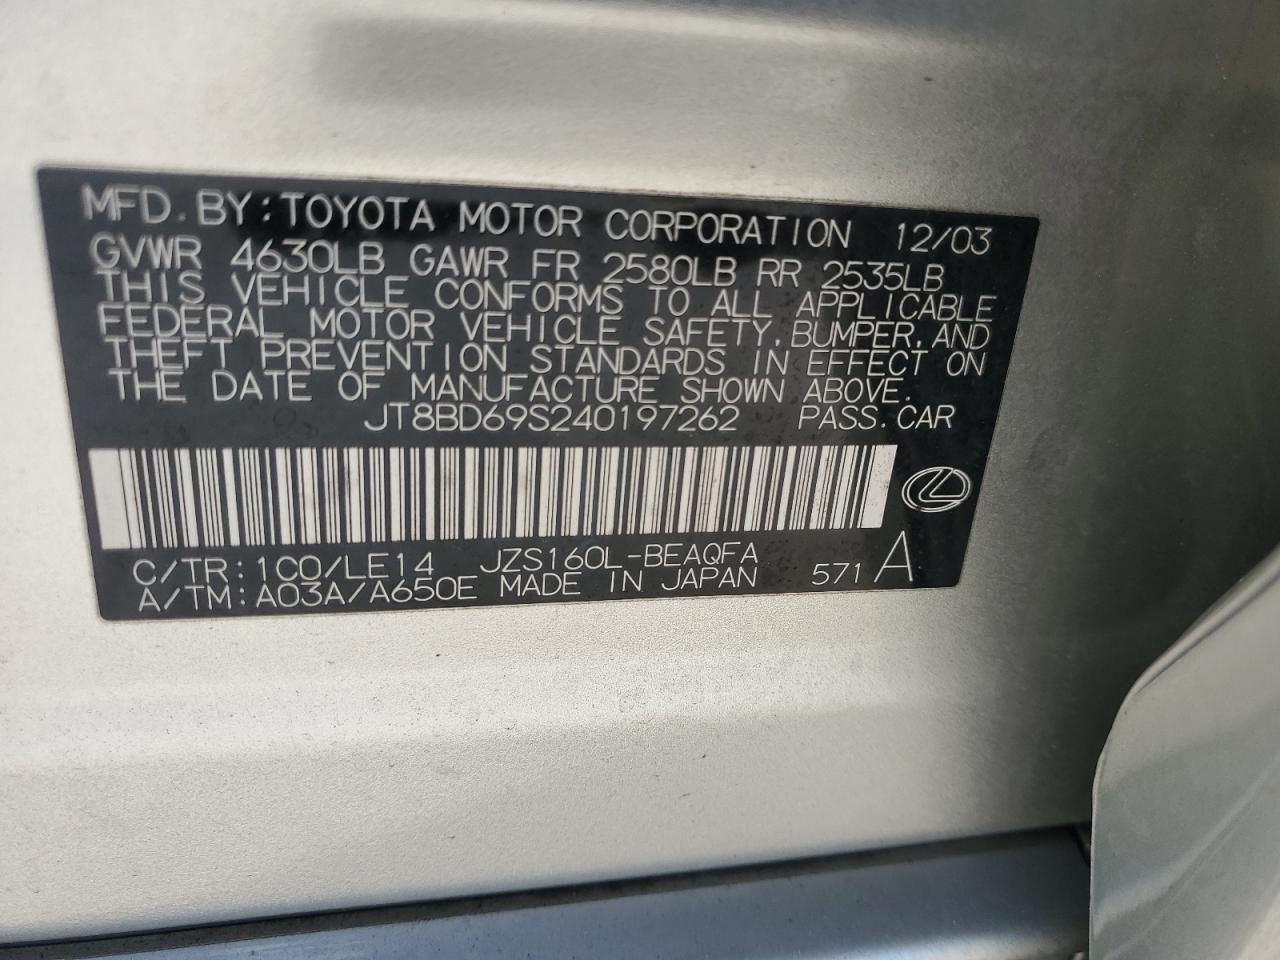 MFD. BY: TOYOTA MOTOR CORPORATION 12/03
GVWR 4630LB GAWR FR 2580LB RR 2535LB
THIS VEHICLE CONFORMS TO ALL APPLICABLE
FEDERAL MOTOR VEHICLE SAFETY, BUMPER, AND
THEFT PREVENTION STANDARDS IN EFFECT ON
THE DATE OF MANUFACTURE SHOWN ABOVE.
JT8BD69S240197262 PASS. CAR
C/TR: 1C0/LE14 JZS160L-BEAQFA
A/TM: A03A/A650E MADE IN JAPAN 571 A